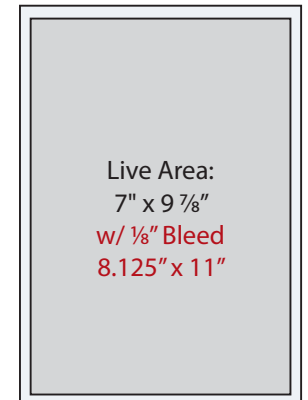 Live Area:
7" x 9 ⅞”
w/ ⅛” Bleed
8.125” x 11”